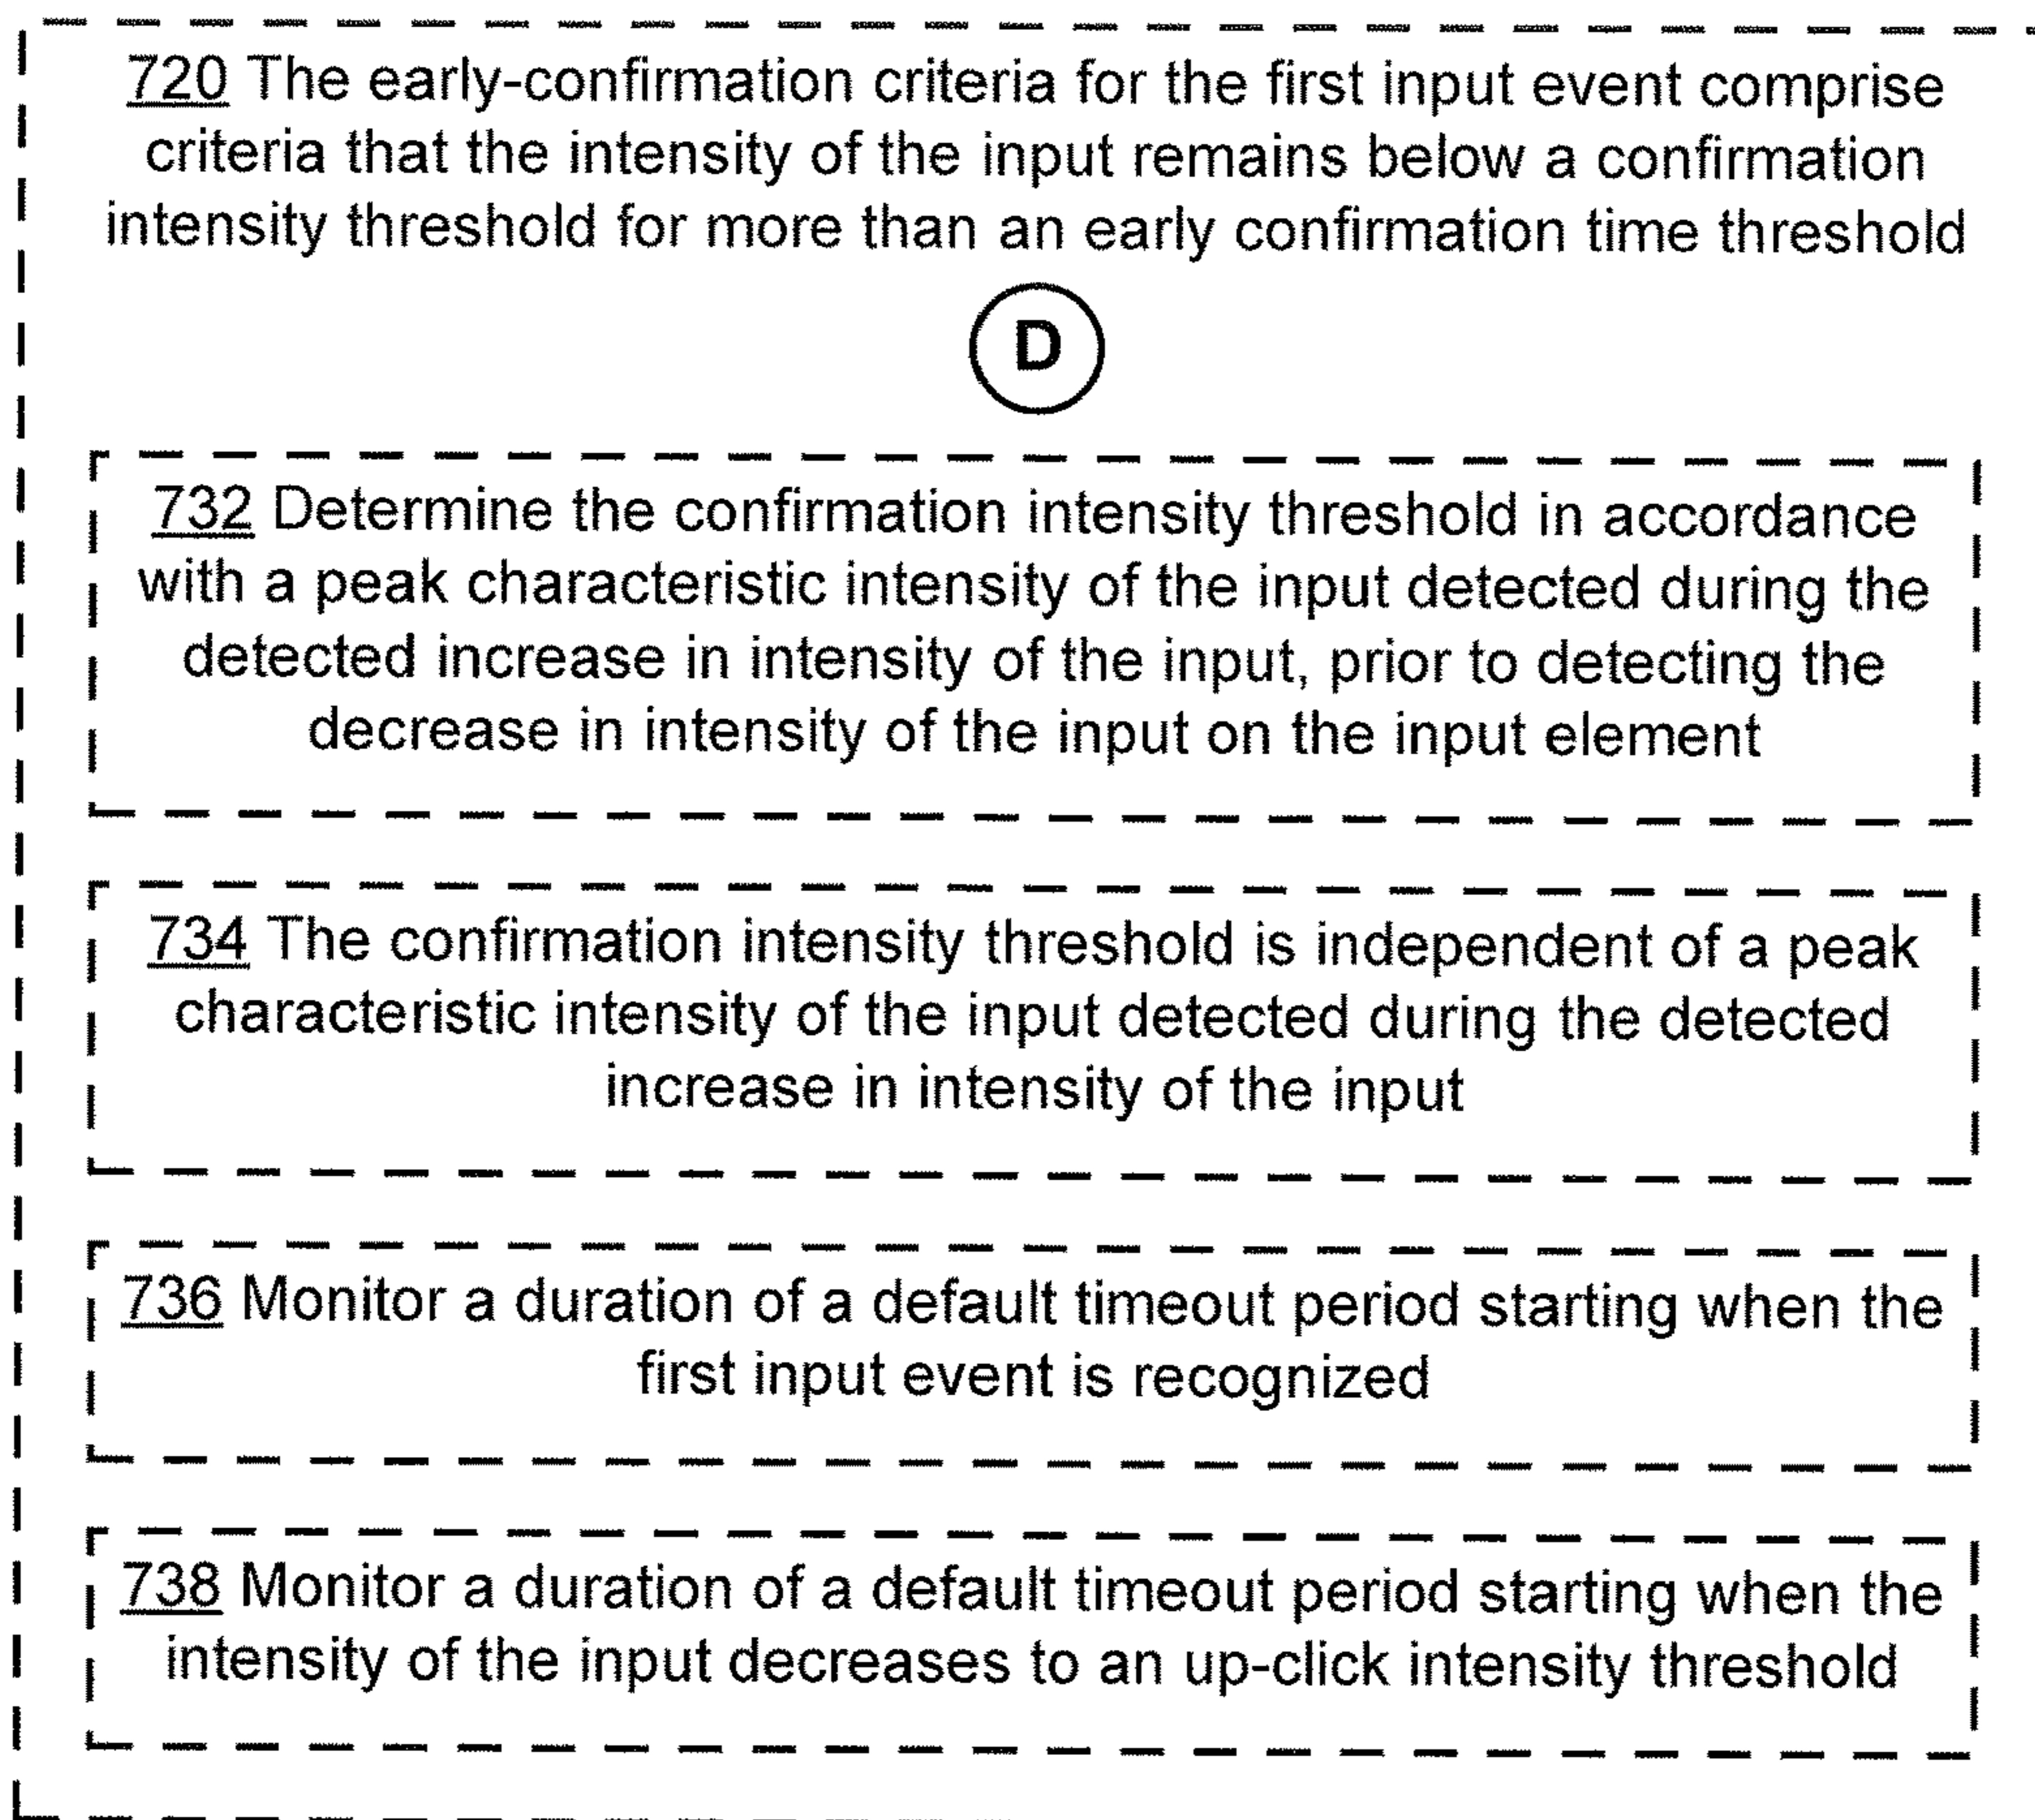 720 The early-confirmation criteria for the first input event comprise
criteria that the intensity of the input remains below a confirmation
intensity threshold for more than an early confirmation time threshold
D
732 Determine the confirmation intensity threshold in accordance
with a peak characteristic intensity of the input detected during the
detected increase in intensity of the input, prior to detecting the
decrease in intensity of the input on the input element
734 The confirmation intensity threshold is independent of a peak
characteristic intensity of the input detected during the detected
increase in intensity of the input
736 Monitor a duration of a default timeout period starting when the
first input event is recognized
738 Monitor a duration of a default timeout period starting when the
intensity of the input decreases to an up-click intensity threshold